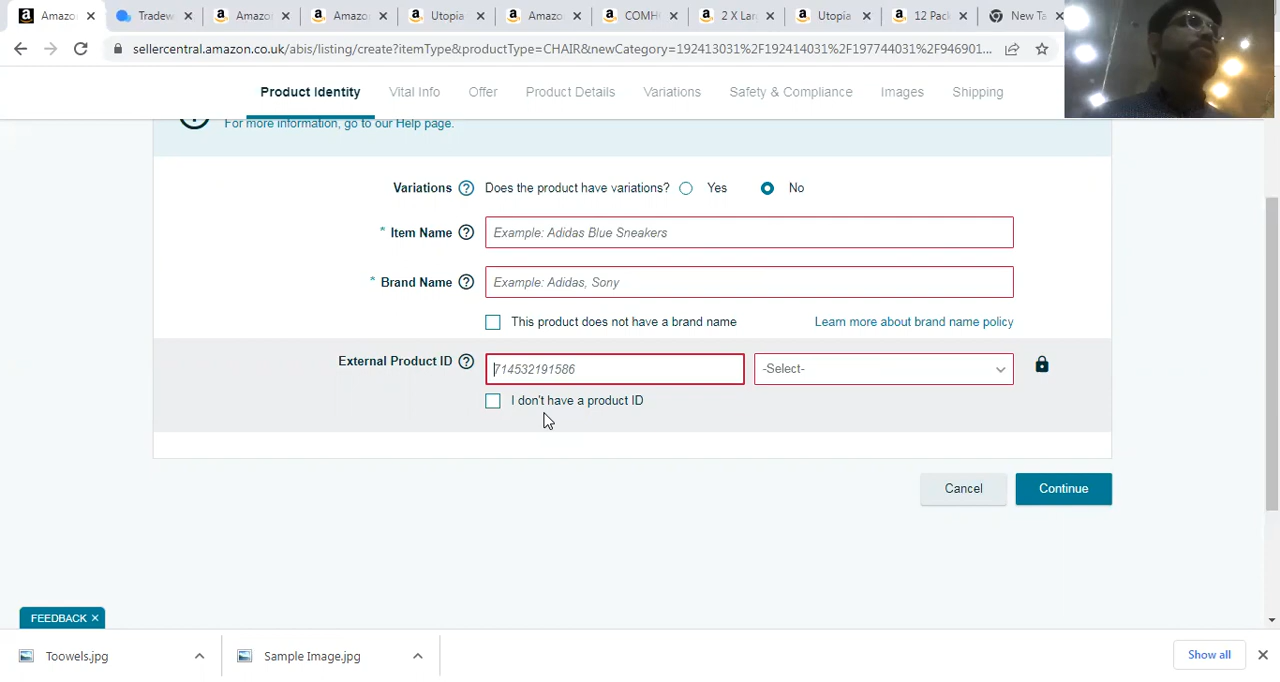 Amazon
Tradew
Amazon
Amazon
Utopia
Amazo
COMH
2 X Lar
Utopia
12 Pack
New Ta
sellercentral.amazon.co.uk/abis/listing/create?itemType&productType=CHAIR&newCategory=192413031%2F192414031%2F197744031%2F946901...
Product Identity Vital Info Offer Product Details Variations Safety & Compliance Images Shipping
For more information, go to our Help page.
Variations ? Does the product have variations? Yes No
* Item Name ? Example: Adidas Blue Sneakers
* Brand Name ? Example: Adidas, Sony
This product does not have a brand name Learn more about brand name policy
External Product ID ? 714532191586 -Select-
I don't have a product ID
Cancel Continue
FEEDBACK ×
Toowels.jpg Sample Image.jpg Show all